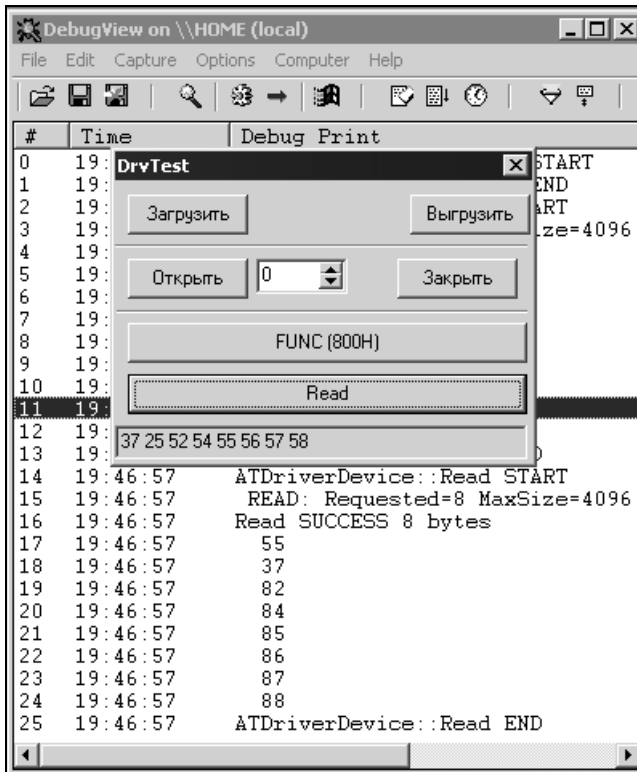 DebugView on \\HOME (local)
File Edit Capture Options Computer Help
# Time Debug Print
0 19: START
1 19: END
2 19: START
3 19: Size=4096
4 19:
5 19:
6 19:
7 19:
8 19:
9 19:
10 19:
11 19:
12 19:
13 19:
14 19:46:57 ATDriverDevice::Read START
15 19:46:57 READ: Requested=8 MaxSize=4096
16 19:46:57 Read SUCCESS 8 bytes
17 19:46:57 55
18 19:46:57 37
19 19:46:57 82
20 19:46:57 84
21 19:46:57 85
22 19:46:57 86
23 19:46:57 87
24 19:46:57 88
25 19:46:57 ATDriverDevice::Read END
DrvTest
Загрузить Выгрузить
Открыть 0 Закрыть
FUNC (800H)
Read
37 25 52 54 55 56 57 58